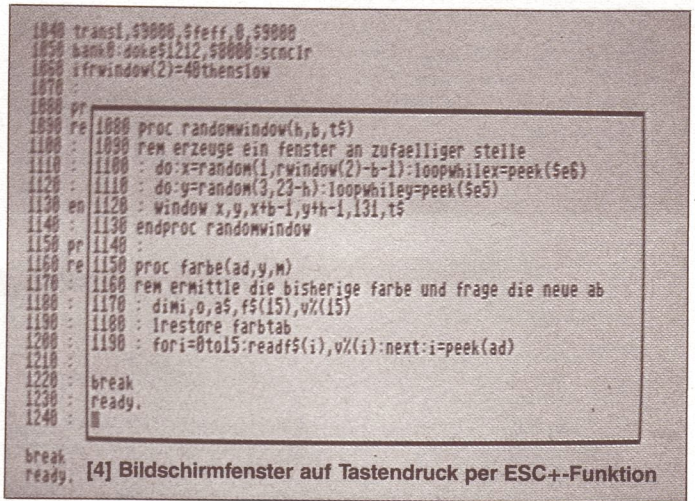 1040 transl,$9000,$feff,0,$9000
1050 bank0:doke$1212,$8000:scnclr
1060 ifrwindow(2)=40thenslow
1070 :
1080 pr
1090 re
1100 :
1110 :
1120 :
1130 en
1140 :
1150 pr
1160 re
1170 :
1180 :
1190 :
1200 :
1210 :
1220 :
1230 :
1240 :
break
ready.
1080 proc randomwindow(h,b,t$)
1090 rem erzeuge ein fenster an zufaelliger stelle
1100 : do:x=random(1,rwindow(2)-b-1):loopwhilex=peek($e6)
1110 : do:y=random(3,23-h):loopwhiley=peek($e5)
1120 : window x,y,x+b-1,y+h-1,131,t$
1130 endproc randomwindow
1140 :
1150 proc farbe(ad,y,m)
1160 rem ermittle die bisherige farbe und frage die neue ab
1170 : dimi,o,a$,f$(15),v%(15)
1180 : lrestore farbtab
1190 : fori=0to15:readf$(i),v%(i):next:i=peek(ad)
break
ready.
[4] Bildschirmfenster auf Tastendruck per ESC+-Funktion